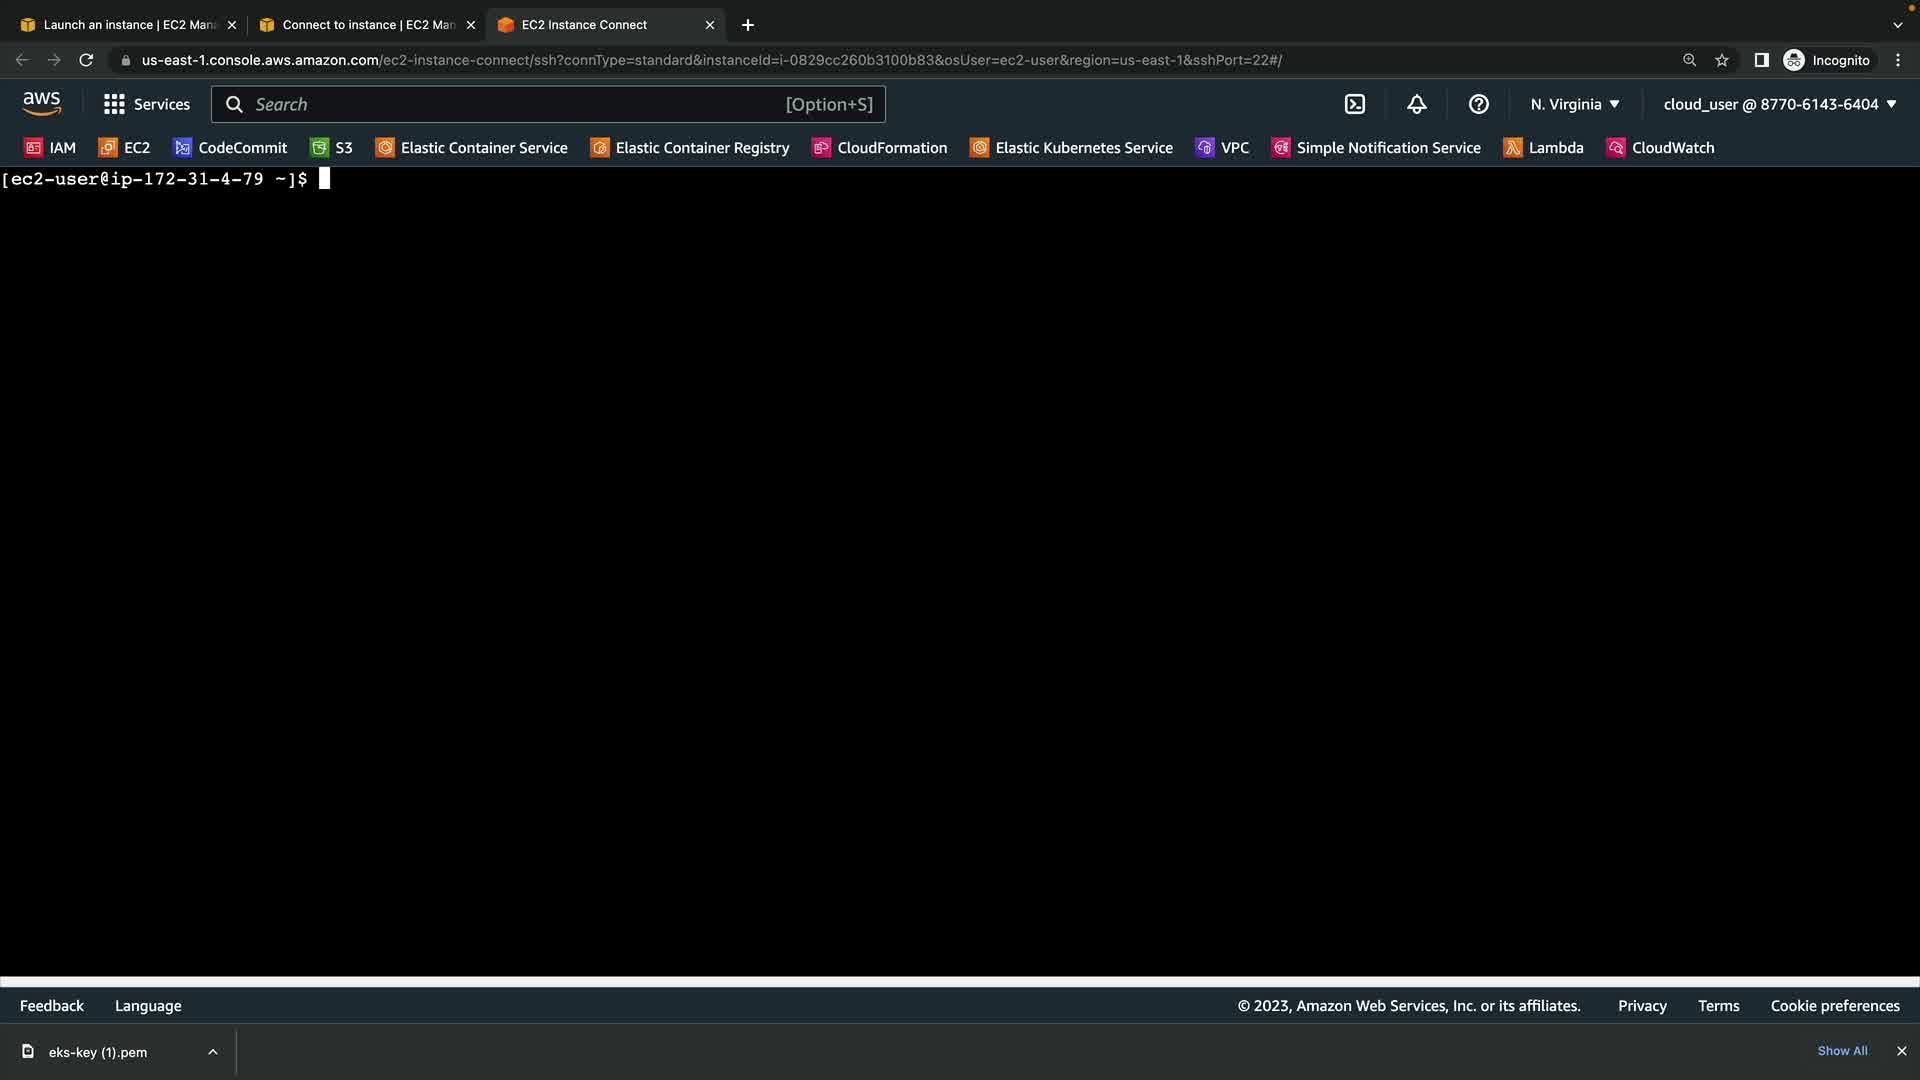 Launch an instance | EC2 Mana
Connect to instance | EC2 Man
EC2 Instance Connect
us-east-1.console.aws.amazon.com/ec2-instance-connect/ssh?connType=standard&instanceId=i-0829cc260b3100b83&osUser=ec2-user&region=us-east-1&sshPort=22#/
Incognito
aws
Services
Search
[Option+S]
N. Virginia
cloud_user @ 8770-6143-6404
IAM
EC2
CodeCommit
S3
Elastic Container Service
Elastic Container Registry
CloudFormation
Elastic Kubernetes Service
VPC
Simple Notification Service
Lambda
CloudWatch
[ec2-user@ip-172-31-4-79 ~]$
Feedback
Language
© 2023, Amazon Web Services, Inc. or its affiliates.
Privacy
Terms
Cookie preferences
eks-key (1).pem
Show All